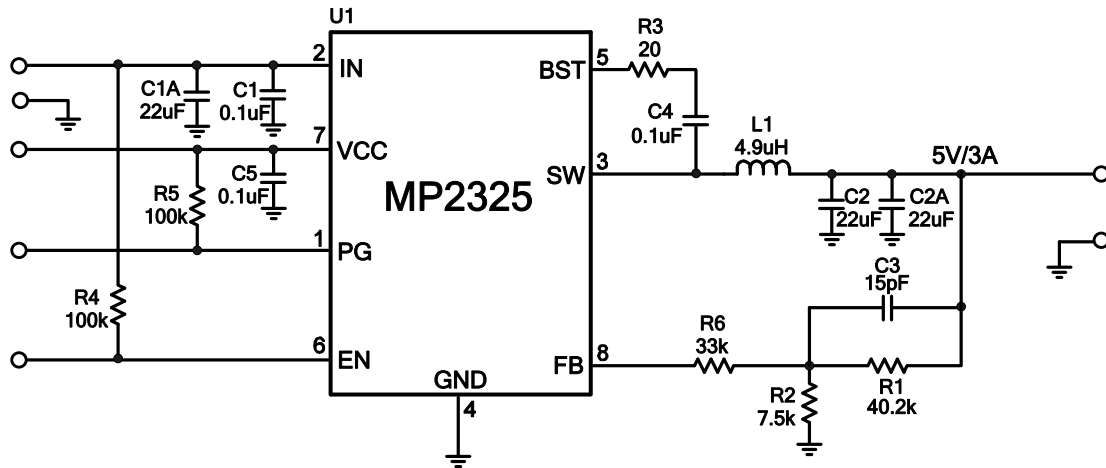 U1
2
IN
C1A
22uF
C1
0.1uF
7
VCC
R5
100k
C5
0.1uF
1
PG
R4
100k
6
EN
MP2325
GND
4
BST
5
R3
20
C4
0.1uF
SW
3
L1
4.9uH
5V/3A
C2
22uF
C2A
22uF
C3
15pF
FB
8
R6
33k
R2
7.5k
R1
40.2k